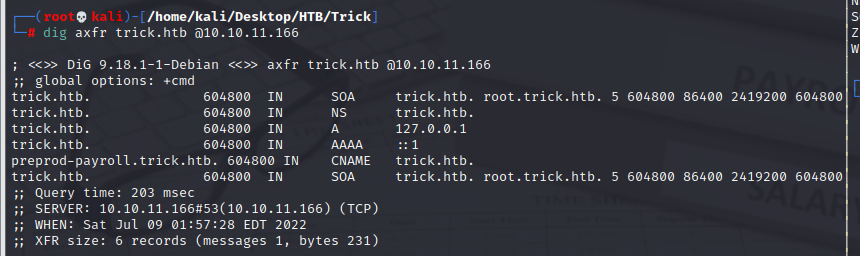 ┌──(root💀kali)-[/home/kali/Desktop/HTB/Trick]
└─# dig axfr trick.htb @10.10.11.166
; <<>> DiG 9.18.1-1-Debian <<>> axfr trick.htb @10.10.11.166
;; global options: +cmd
trick.htb. 604800 IN SOA trick.htb. root.trick.htb. 5 604800 86400 2419200 604800
trick.htb. 604800 IN NS trick.htb.
trick.htb. 604800 IN A 127.0.0.1
trick.htb. 604800 IN AAAA ::1
preprod-payroll.trick.htb. 604800 IN CNAME trick.htb.
trick.htb. 604800 IN SOA trick.htb. root.trick.htb. 5 604800 86400 2419200 604800
;; Query time: 203 msec
;; SERVER: 10.10.11.166#53(10.10.11.166) (TCP)
;; WHEN: Sat Jul 09 01:57:28 EDT 2022
;; XFR size: 6 records (messages 1, bytes 231)
PAYRO
SALAR
TIME S
S
Z
W